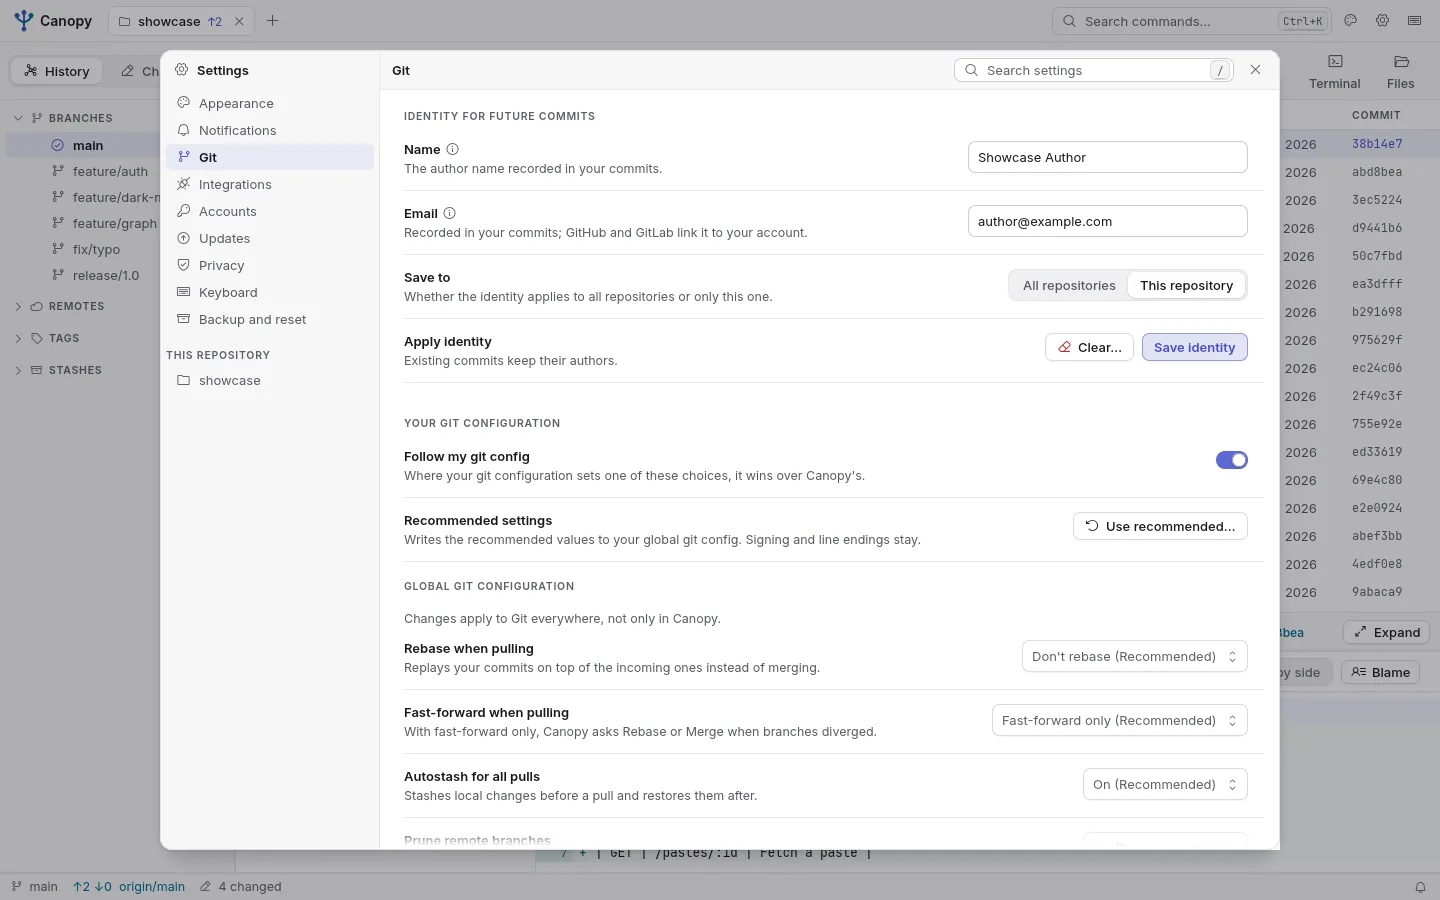 Canopy
showcase ↑2
Search commands...
Ctrl+K
History
Ch
Terminal
Files
BRANCHES
main
feature/auth
feature/dark-m
feature/graph
fix/typo
release/1.0
REMOTES
TAGS
STASHES
Settings
Appearance
Notifications
Git
Integrations
Accounts
Updates
Privacy
Keyboard
Backup and reset
THIS REPOSITORY
showcase
Git
Search settings
/
IDENTITY FOR FUTURE COMMITS
Name
The author name recorded in your commits.
Showcase Author
Email
Recorded in your commits; GitHub and GitLab link it to your account.
author@example.com
Save to
Whether the identity applies to all repositories or only this one.
All repositories
This repository
Apply identity
Existing commits keep their authors.
Clear...
Save identity
YOUR GIT CONFIGURATION
Follow my git config
Where your git configuration sets one of these choices, it wins over Canopy's.
Recommended settings
Writes the recommended values to your global git config. Signing and line endings stay.
Use recommended...
GLOBAL GIT CONFIGURATION
Changes apply to Git everywhere, not only in Canopy.
Rebase when pulling
Replays your commits on top of the incoming ones instead of merging.
Don't rebase (Recommended)
Fast-forward when pulling
With fast-forward only, Canopy asks Rebase or Merge when branches diverged.
Fast-forward only (Recommended)
Autostash for all pulls
Stashes local changes before a pull and restores them after.
On (Recommended)
Prune remote branches
COMMIT
2026 38b14e7
2026 abd8bea
2026 3ec5224
2026 d9441b6
2026 50c7fbd
2026 ea3dfff
2026 b291698
2026 975629f
2026 ec24c06
2026 2f49c3f
2026 755e92e
2026 ed33619
2026 69e4c80
2026 e2e0924
2026 abef3bb
2026 4edf0e8
2026 9abaca9
8bea
Expand
by side
Blame
7 + | GET | /pastes/:id | Fetch a paste |
main
↑2 ↓0 origin/main
4 changed